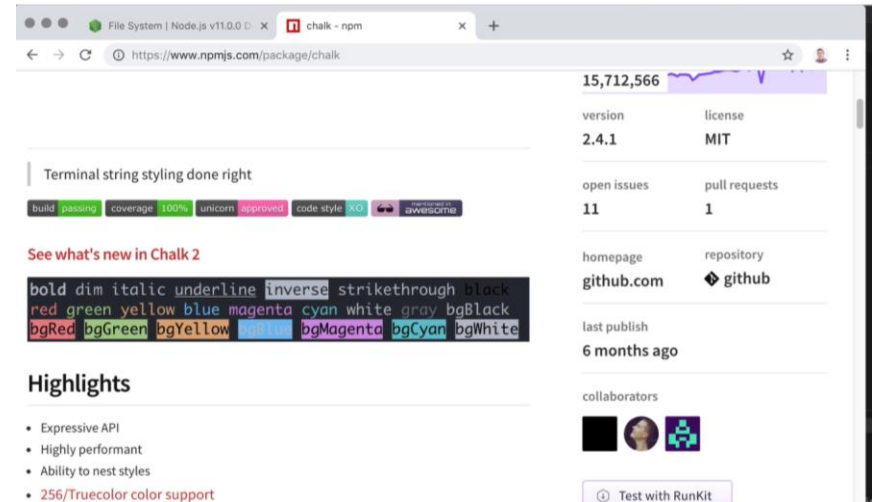 File System | Node.js v11.0.0 D
chalk - npm
https://www.npmjs.com/package/chalk
15,712,566
version
license
2.4.1
MIT
Terminal string styling done right
open issues
pull requests
11
1
build passing coverage 100% unicorn approved code style XO mentioned in awesome
See what's new in Chalk 2
homepage
repository
github.com
github
bold dim italic underline inverse strikethrough black
red green yellow blue magenta cyan white gray bgBlack
bgRed bgGreen bgYellow bgBlue bgMagenta bgCyan bgWhite
last publish
6 months ago
Highlights
collaborators
Expressive API
Highly performant
Ability to nest styles
256/Truecolor color support
Test with RunKit